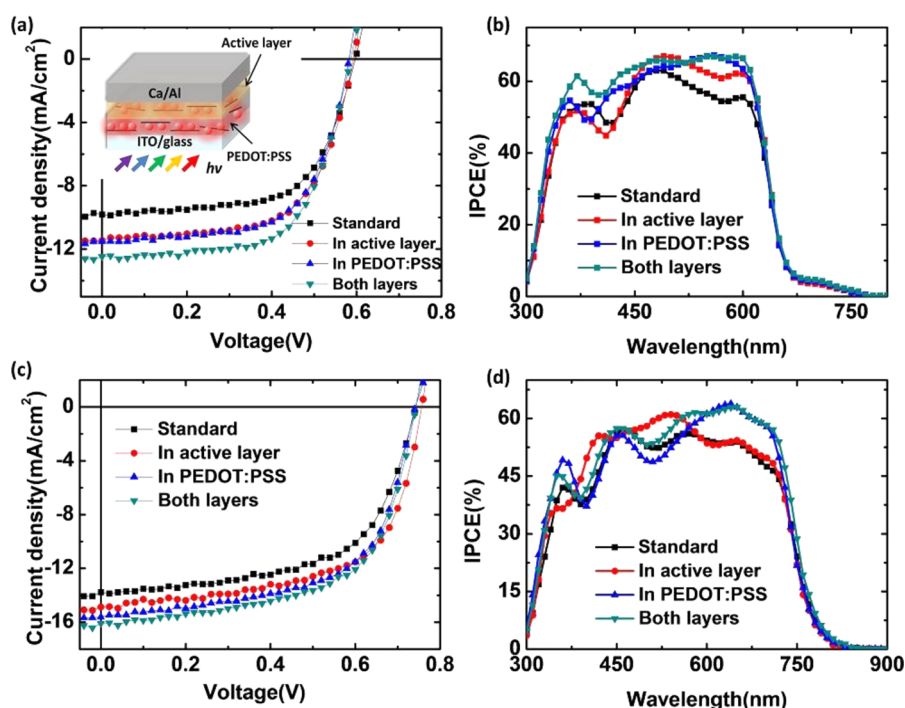 (a)
Current density(mA/cm²)
0
-4
-8
-12
0.0 0.2 0.4 0.6 0.8
Voltage(V)
Active layer
Ca/Al
ITO/glass
PEDOT:PSS
hv
Standard
In active layer
In PEDOT:PSS
Both layers
(b)
IPCE(%)
80
60
40
20
0
300 450 600 750
Wavelength(nm)
Standard
In active layer
In PEDOT:PSS
Both layers
(c)
Current density(mA/cm²)
0
-4
-8
-12
-16
0.0 0.2 0.4 0.6 0.8
Voltage(V)
Standard
In active layer
In PEDOT:PSS
Both layers
(d)
IPCE(%)
75
60
45
30
15
0
300 450 600 750 900
Wavelength(nm)
Standard
In active layer
In PEDOT:PSS
Both layers